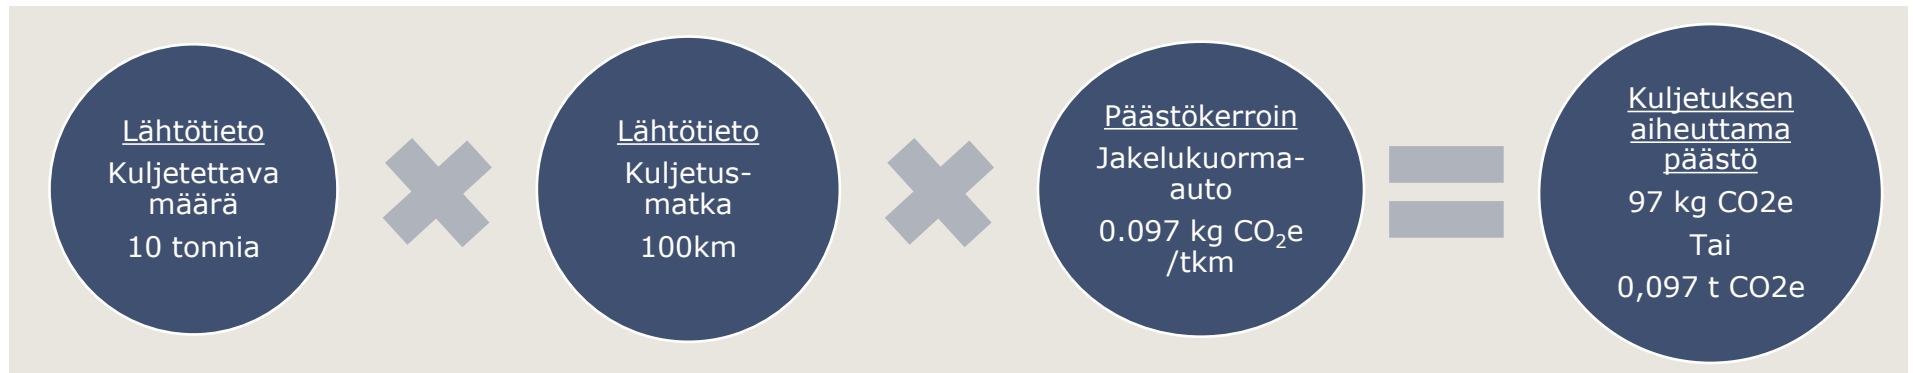 Lähtötieto
Kuljetettava
määrä
10 tonnia
Lähtötieto
Kuljetus-
matka
100km
Päästökerroin
Jakelukuorma-
auto
0.097 kg CO₂e
/tkm
Kuljetuksen
aiheuttama
päästö
97 kg CO2e
Tai
0,097 t CO2e